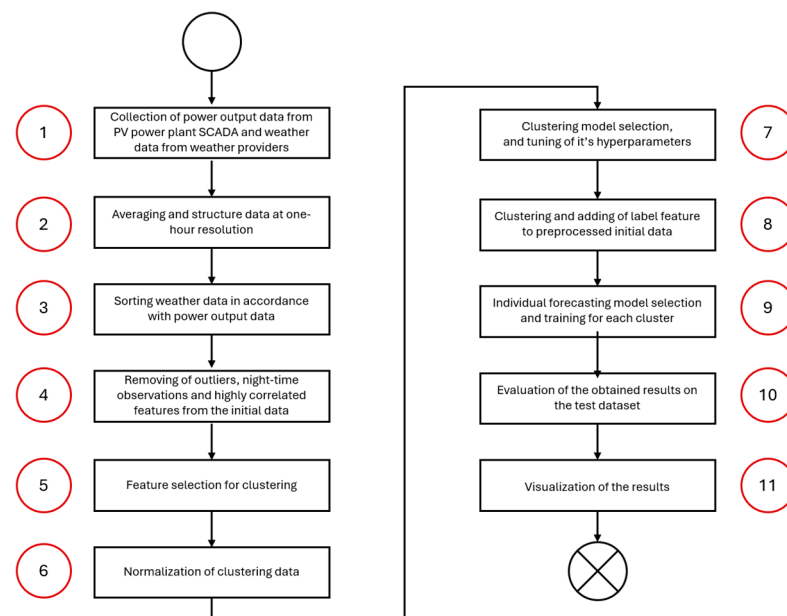 1
Collection of power output data from
PV power plant SCADA and weather
data from weather providers
2
Averaging and structure data at one-
hour resolution
3
Sorting weather data in accordance
with power output data
4
Removing of outliers, night-time
observations and highly correlated
features from the initial data
5
Feature selection for clustering
6
Normalization of clustering data
Clustering model selection,
and tuning of it's hyperparameters
7
Clustering and adding of label feature
to preprocessed initial data
8
Individual forecasting model selection
and training for each cluster
9
Evaluation of the obtained results on
the test dataset
10
Visualization of the results
11